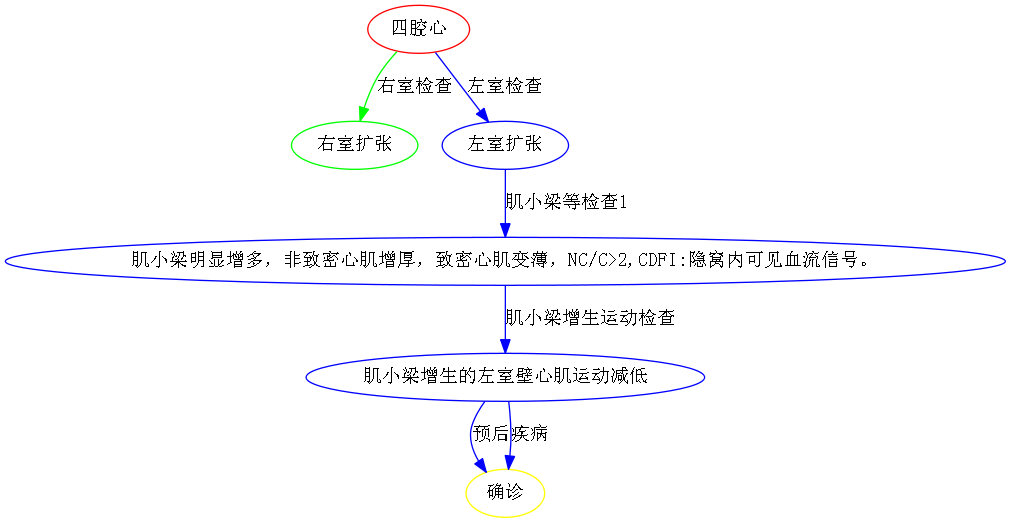 四腔心
右室检查
左室检查
右室扩张
左室扩张
肌小梁等检查1
肌小梁明显增多，非致密心肌增厚，致密心肌变薄，NC/C>2,CDFI:隐窝内可见血流信号。
肌小梁增生运动检查
肌小梁增生的左室壁心肌运动减低
预后
疾病
确诊